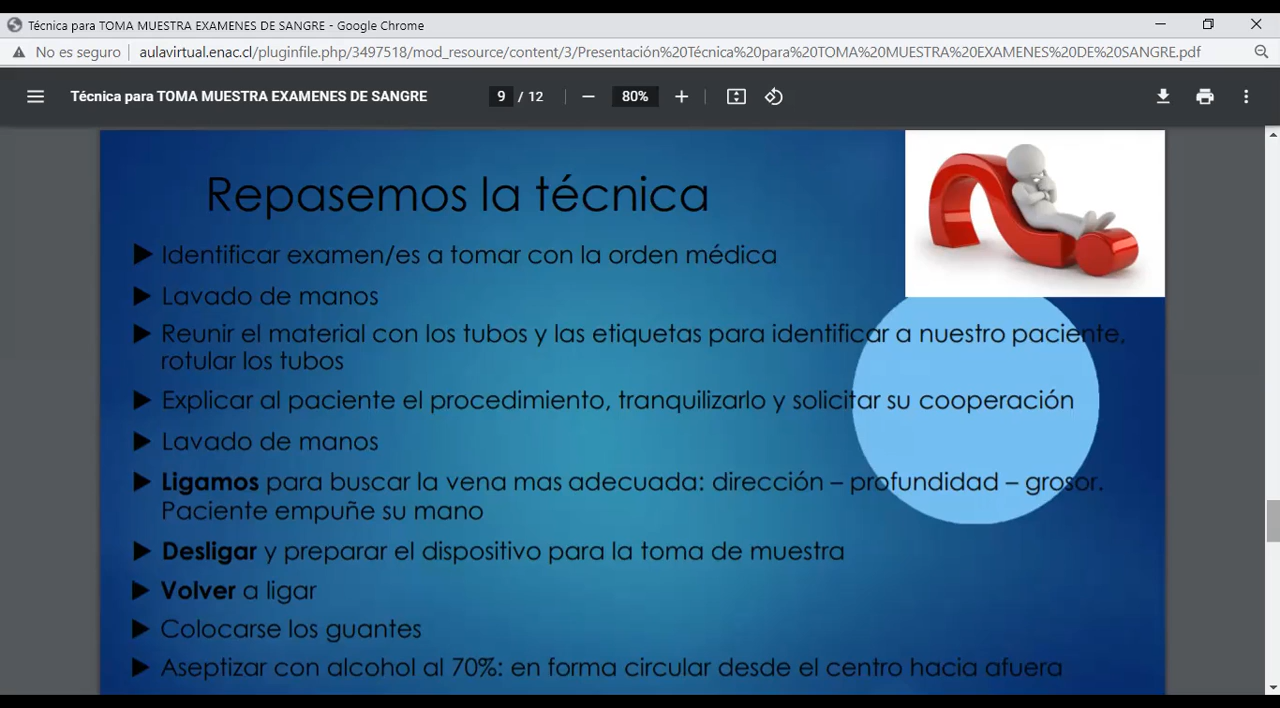 Técnica para TOMA MUESTRA EXAMENES DE SANGRE - Google Chrome
No es seguro
aulavirtual.enac.cl/pluginfile.php/3497518/mod_resource/content/3/Presentación%20Técnica%20para%20TOMA%20MUESTRA%20EXAMENES%20DE%20SANGRE.pdf
Técnica para TOMA MUESTRA EXAMENES DE SANGRE
9 / 12
80%
Repasemos la técnica
Identificar examen/es a tomar con la orden médica
Lavado de manos
Reunir el material con los tubos y las etiquetas para identificar a nuestro paciente,
rotular los tubos
Explicar al paciente el procedimiento, tranquilizarlo y solicitar su cooperación
Lavado de manos
Ligamos para buscar la vena mas adecuada: dirección – profundidad – grosor.
Paciente empuñe su mano
Desligar y preparar el dispositivo para la toma de muestra
Volver a ligar
Colocarse los guantes
Aseptizar con alcohol al 70%: en forma circular desde el centro hacia afuera